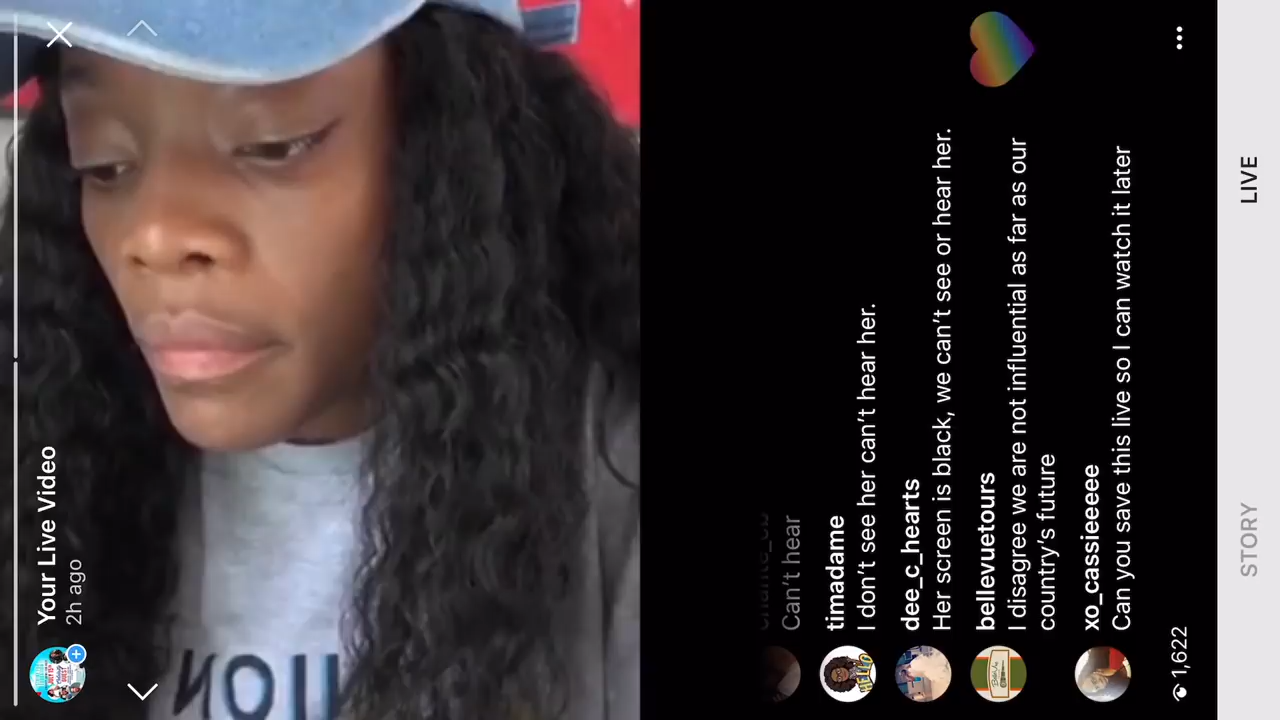 Your Live Video
2h ago
Can't hear
timadame
I don't see her can't hear her.
dee_c_hearts
Her screen is black, we can't see or hear her.
bellevuetours
I disagree we are not influential as far as our
country's future
xo_cassieeeeee
Can you save this live so I can watch it later
1,622
STORY
LIVE